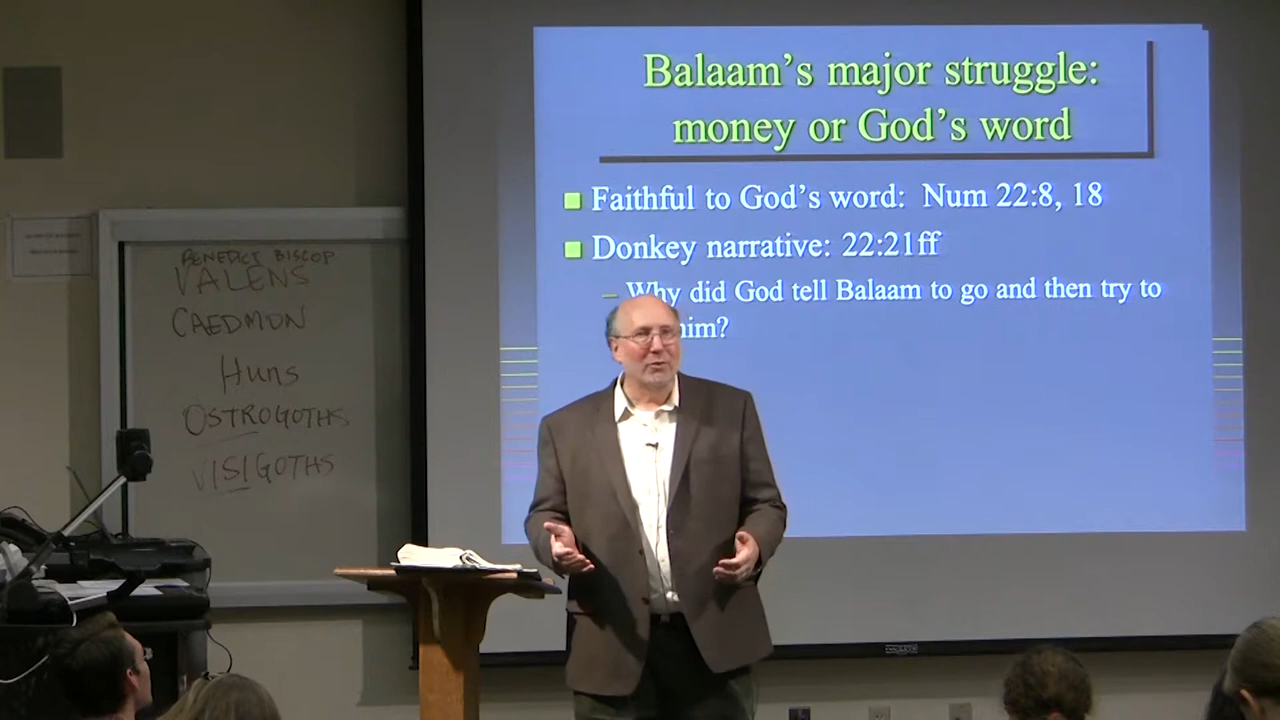 Balaam's major struggle:
money or God's word
Faithful to God's word: Num 22:8, 18
Donkey narrative: 22:21ff
– Why did God tell Balaam to go and then try to
him?
BENEDICT BISCOP
VALENS
CAEDMON
Huns
OSTROGOTHS
VISIGOTHS